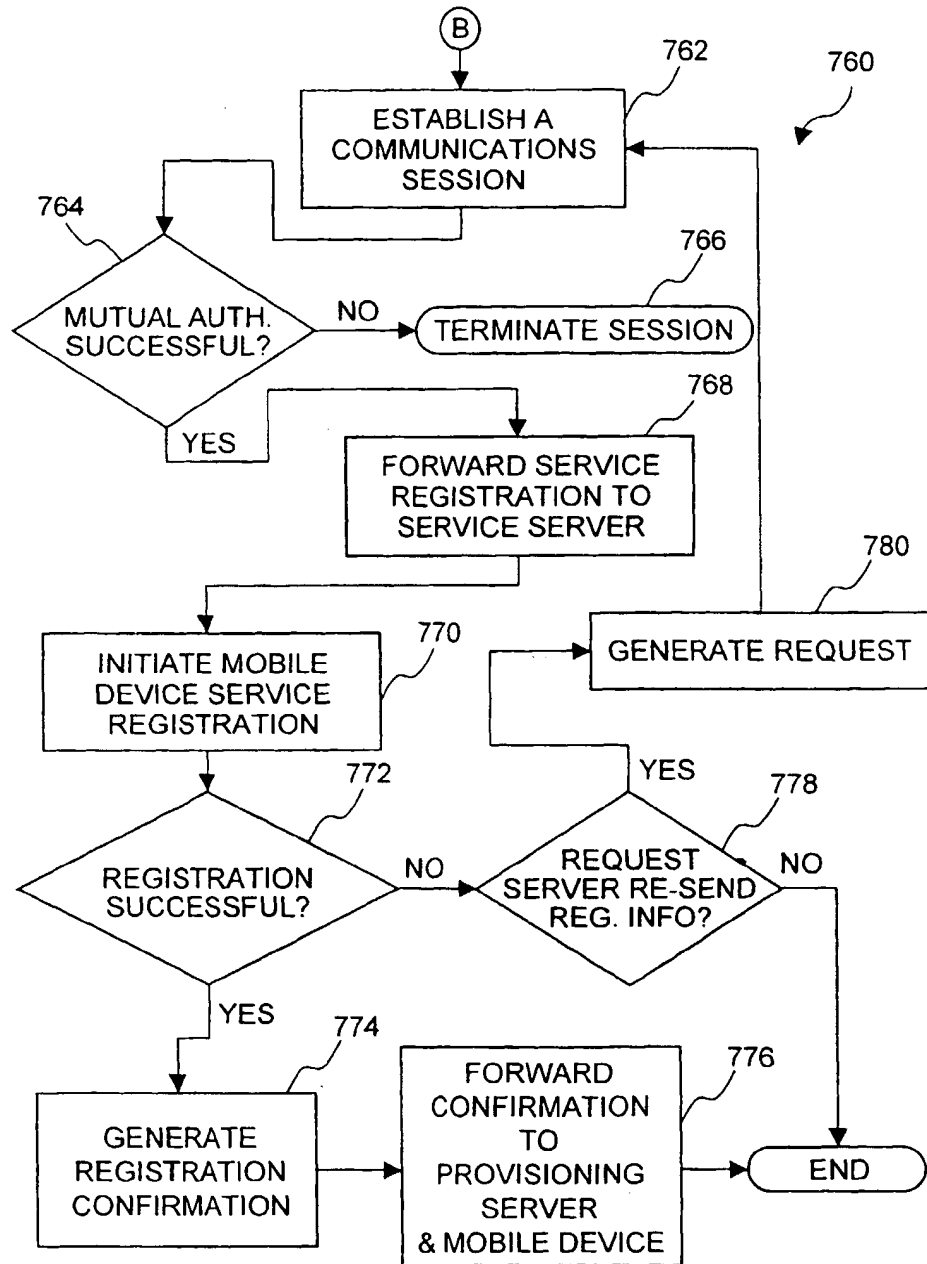 B
762
760
ESTABLISH A
COMMUNICATIONS
SESSION
764
766
MUTUAL AUTH.
SUCCESSFUL?
NO
TERMINATE SESSION
768
YES
FORWARD SERVICE
REGISTRATION TO
SERVICE SERVER
780
770
GENERATE REQUEST
INITIATE MOBILE
DEVICE SERVICE
REGISTRATION
772
YES
778
REGISTRATION
SUCCESSFUL?
NO
REQUEST
SERVER RE-SEND
REG. INFO?
NO
YES
774
776
GENERATE
REGISTRATION
CONFIRMATION
FORWARD
CONFIRMATION
TO
PROVISIONING
SERVER
& MOBILE DEVICE
END